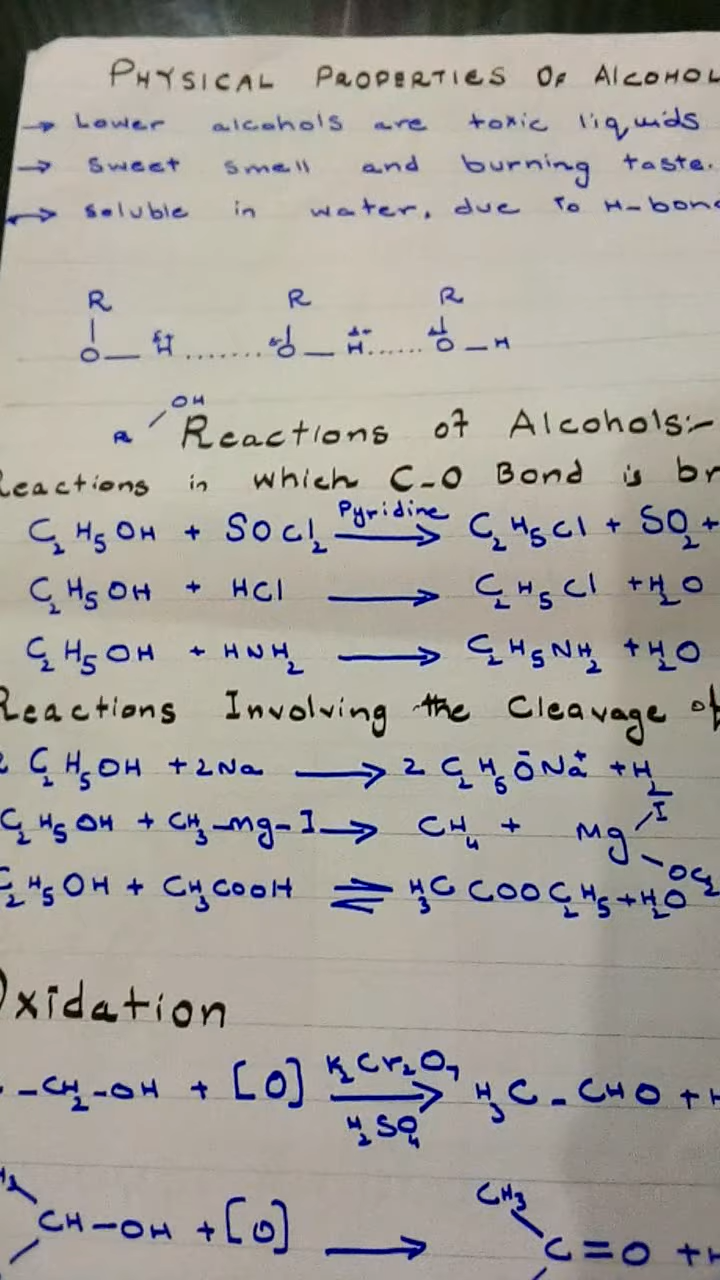 PHYSICAL PROPERTIES OF ALCOHOL
→ Lower alcohols are toxic liquids
→ Sweet smell and burning taste.
→ soluble in water, due to H-bond
R R R
O — H ....... O — H ...... O — H
R OH
Reactions of Alcohols:-
Reactions in which C-O Bond is br
C₂H₅OH + SOCl₂ Pyridine → C₂H₅Cl + SO₂ +
C₂H₅OH + HCl → C₂H₅Cl + H₂O
C₂H₅OH + HNH₂ → C₂H₅NH₂ + H₂O
Reactions Involving the Cleavage of
2 C₂H₅OH + 2Na → 2 C₂H₅O⁻Na⁺ + H₂
C₂H₅OH + CH₃-Mg-I → CH₄ + Mg I OC₂
C₂H₅OH + CH₃COOH ⇌ H₃CCOOC₂H₅ + H₂O
Oxidation
-CH₂-OH + [O] K₂Cr₂O₇ → H₂SO₄ H₃C-CHO + H
CH-OH + [O] → CH₃ C=O + H